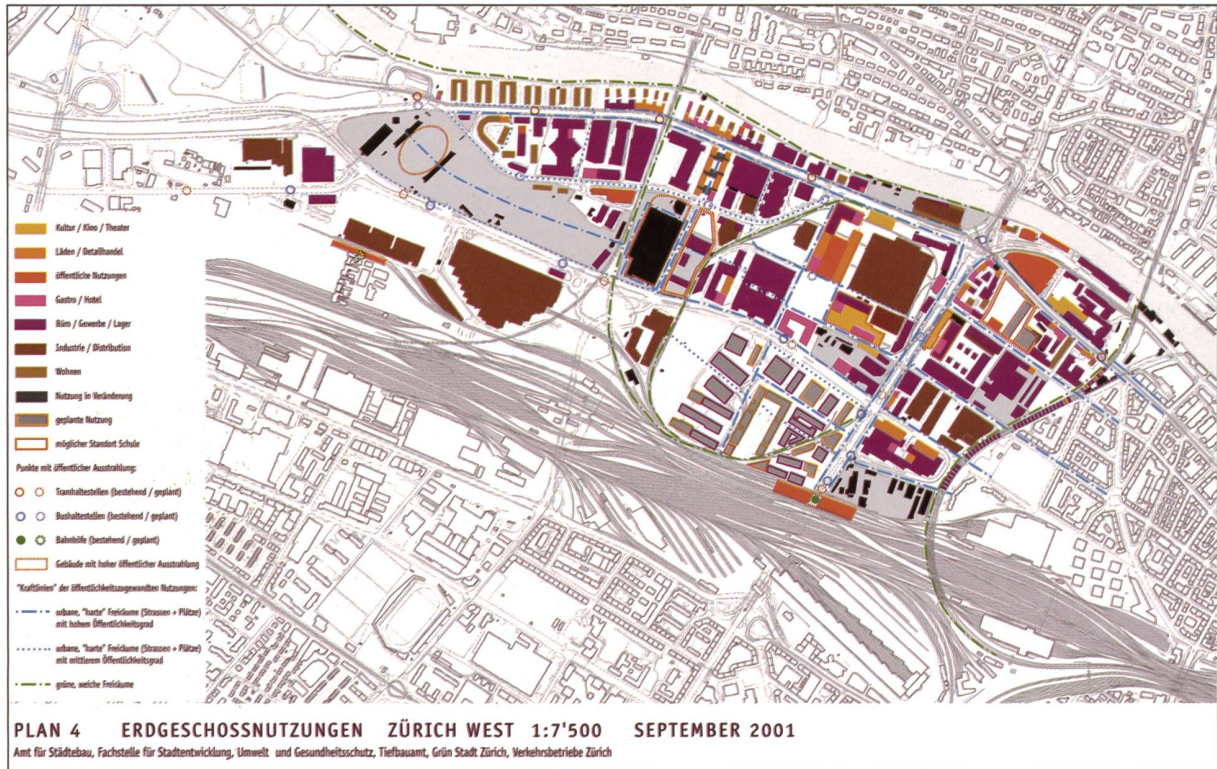 Kultur / Kino / Theater
Läden / Detailhandel
öffentliche Nutzungen
Gastro / Hotel
Büro / Gewerbe / Lager
Industrie / Distribution
Wohnen
Nutzung in Veränderung
geplante Nutzung
möglicher Standort Schule
Punkte mit öffentlicher Ausstrahlung:
Tramhaltestellen (bestehend / geplant)
Bushaltestellen (bestehend / geplant)
Bahnhöfe (bestehend / geplant)
Gebäude mit hoher öffentlicher Ausstrahlung
"Kraftlinien" der öffentlichkeitszugewandten Nutzungen:
urbane, "harte" Freiräume (Strassen + Plätze)
mit hohem Öffentlichkeitsgrad
urbane, "harte" Freiräume (Strassen + Plätze)
mit mittlerem Öffentlichkeitsgrad
grüne, weiche Freiräume
PLAN 4 ERDGESCHOSSNUTZUNGEN ZÜRICH WEST 1:7'500 SEPTEMBER 2001
Amt für Städtebau, Fachstelle für Stadtentwicklung, Umwelt und Gesundheitsschutz, Tiefbauamt, Grün Stadt Zürich, Verkehrsbetriebe Zürich